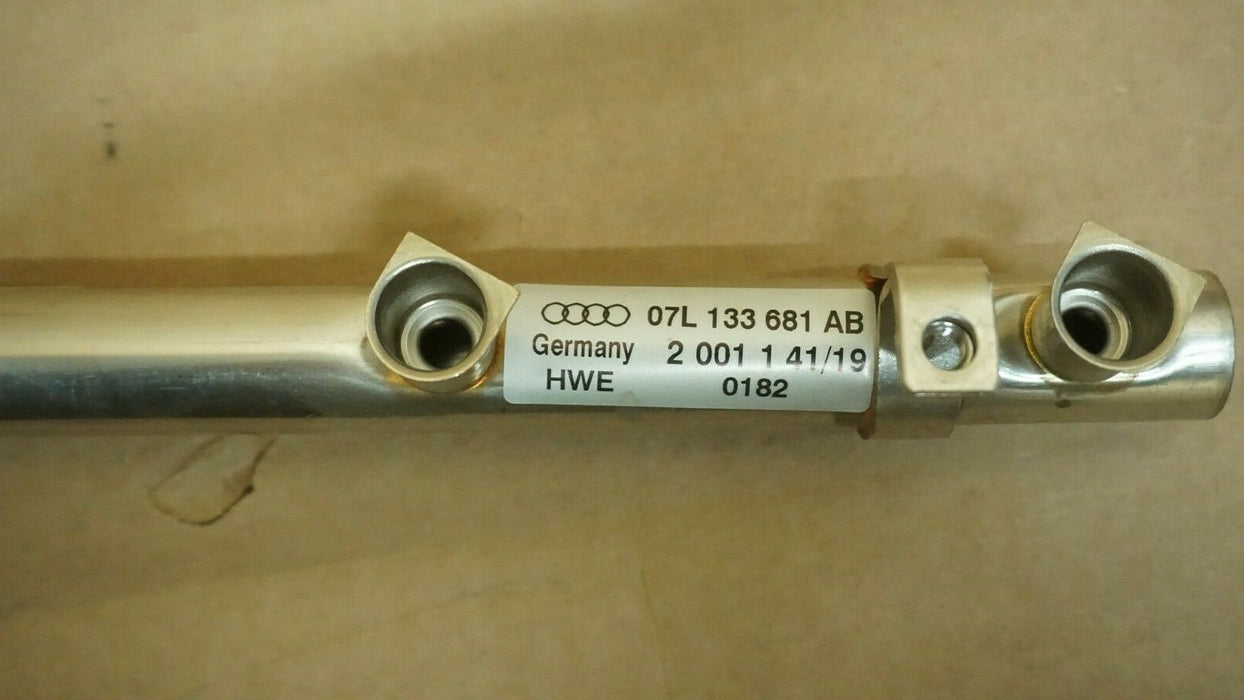 07L 133 681 AB
Germany 2 001 1 41/19
HWE 0182